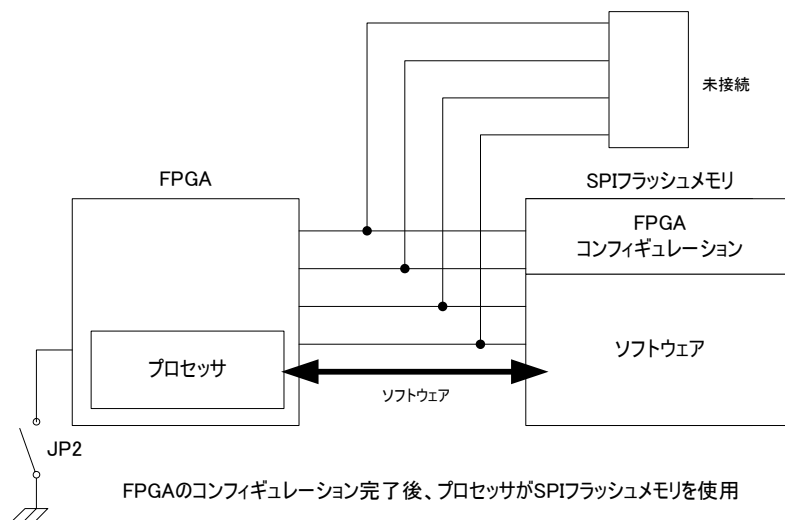 未接続
FPGA
SPIフラッシュメモリ
FPGA
コンフィギュレーション
プロセッサ
ソフトウェア
ソフトウェア
JP2
FPGAのコンフィギュレーション完了後、プロセッサがSPIフラッシュメモリを使用